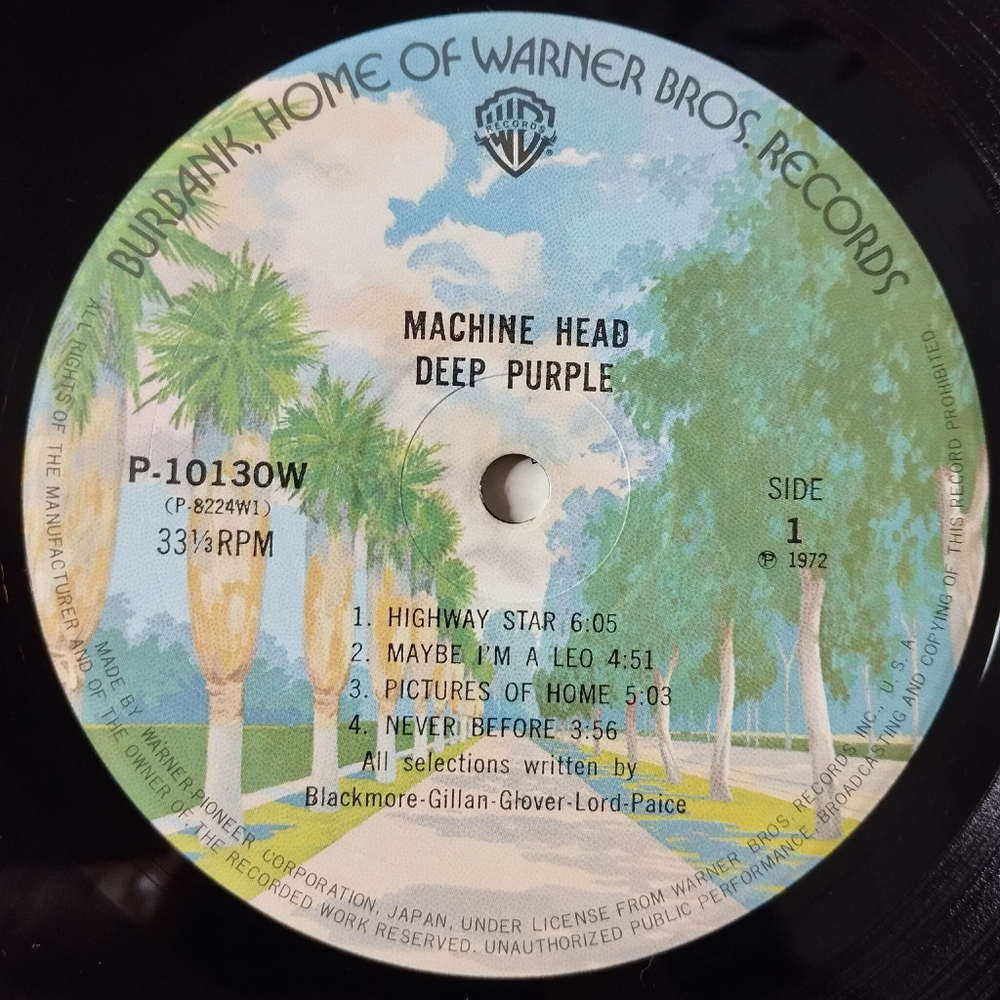 BURBANK, HOME OF WARNER BROS. RECORDS
WB
RECORDS
®
MACHINE HEAD
DEEP PURPLE
P-10130W
(P-8224W1)
33⅓ RPM
SIDE
1
℗ 1972
1. HIGHWAY STAR 6:05
2. MAYBE I'M A LEO 4:51
3. PICTURES OF HOME 5:03
4. NEVER BEFORE 3:56
All selections written by
Blackmore-Gillan-Glover-Lord-Paice
MADE BY WARNER-PIONEER CORPORATION, JAPAN, UNDER LICENSE FROM WARNER BROS. RECORDS INC., U. S. A.
ALL RIGHTS OF THE MANUFACTURER AND OF THE OWNER OF THE RECORDED WORK RESERVED. UNAUTHORIZED PUBLIC PERFORMANCE, BROADCASTING AND COPYING OF THIS RECORD PROHIBITED